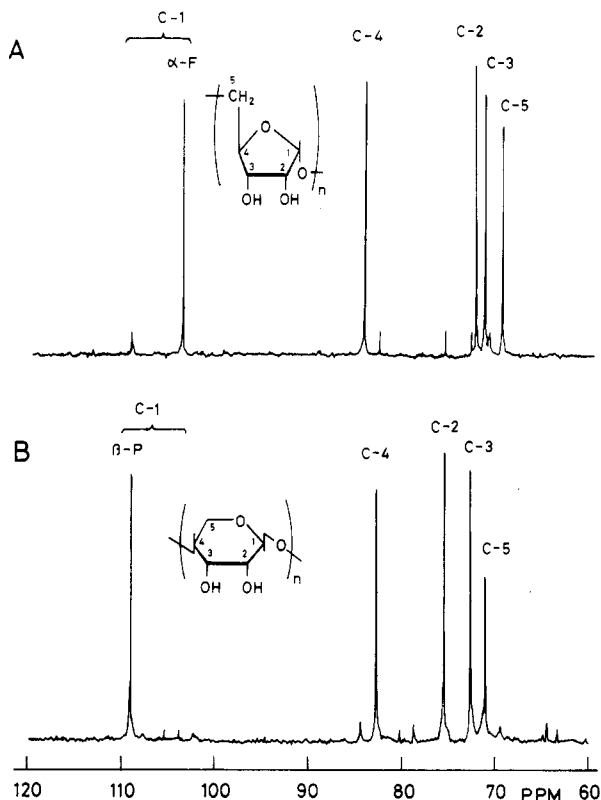 A
C-1
α-F
C-4
C-2
C-3
C-5
5
CH2
O
4
1
3
2
O
n
OH OH
B
C-1
β-P
C-4
C-2
C-3
C-5
5
O
4
1
O
3
2
n
OH OH
120 110 100 90 80 70 PPM 60